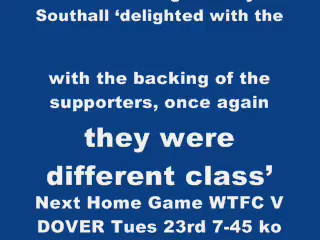 Southall ‘delighted with the
with the backing of the
supporters, once again
they were
different class’
Next Home Game WTFC V
DOVER Tues 23rd 7-45 ko